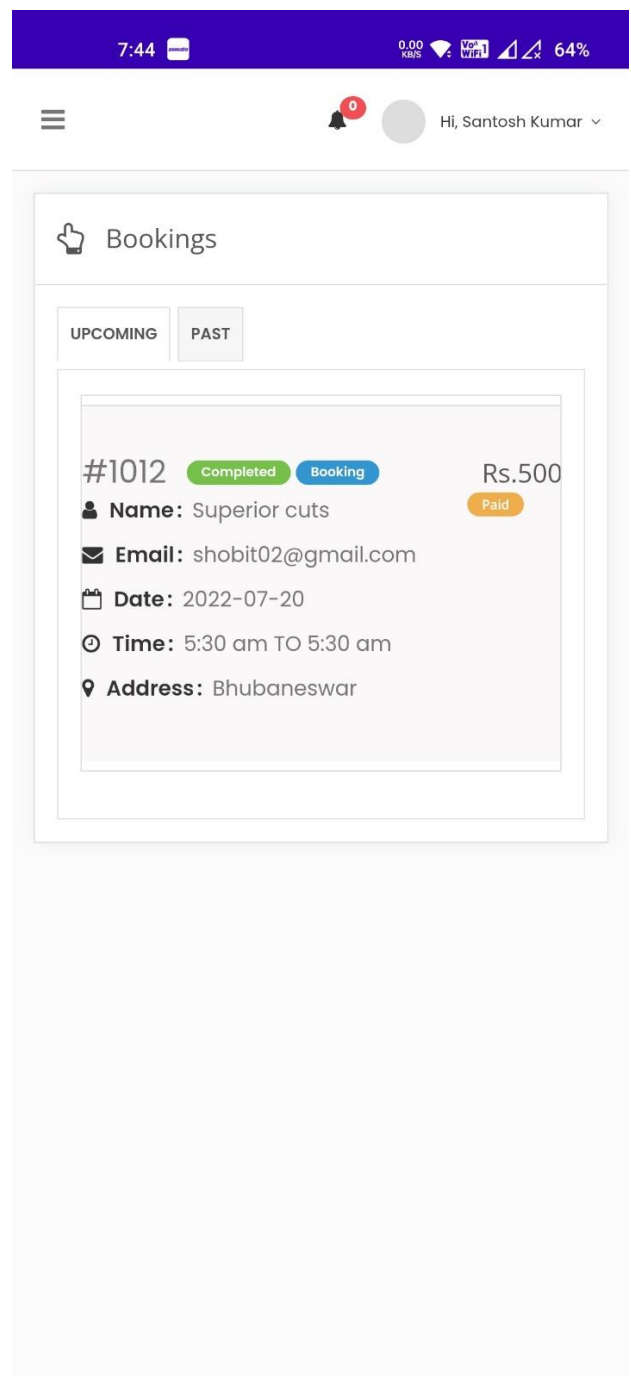 7:44 zomato 0.00 KB/S Vo WiFi 1 64%
0 Hi, Santosh Kumar
Bookings
UPCOMING PAST
#1012 Completed Booking Rs.500
Name: Superior cuts Paid
Email: shobit02@gmail.com
Date: 2022-07-20
Time: 5:30 am TO 5:30 am
Address: Bhubaneswar